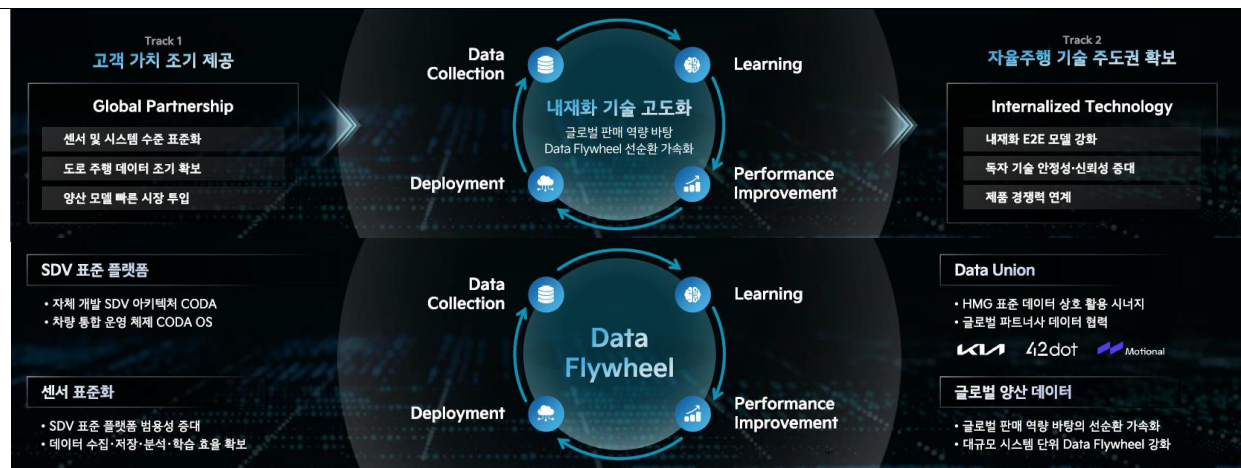 Track 1
고객 가치 조기 제공
Global Partnership
센서 및 시스템 수준 표준화
도로 주행 데이터 조기 확보
양산 모델 빠른 시장 투입
Data
Collection
Learning
내재화 기술 고도화
글로벌 판매 역량 바탕
Data Flywheel 선순환 가속화
Deployment
Performance
Improvement
Track 2
자율주행 기술 주도권 확보
Internalized Technology
내재화 E2E 모델 강화
독자 기술 안정성·신뢰성 증대
제품 경쟁력 연계
SDV 표준 플랫폼
• 자체 개발 SDV 아키텍처 CODA
• 차량 통합 운영 체제 CODA OS
센서 표준화
• SDV 표준 플랫폼 범용성 증대
• 데이터 수집·저장·분석·학습 효율 확보
Data
Collection
Learning
Data
Flywheel
Deployment
Performance
Improvement
Data Union
• HMG 표준 데이터 상호 활용 시너지
• 글로벌 파트너사 데이터 협력
KIA 42dot Motional
글로벌 양산 데이터
• 글로벌 판매 역량 바탕의 선순환 가속화
• 대규모 시스템 단위 Data Flywheel 강화